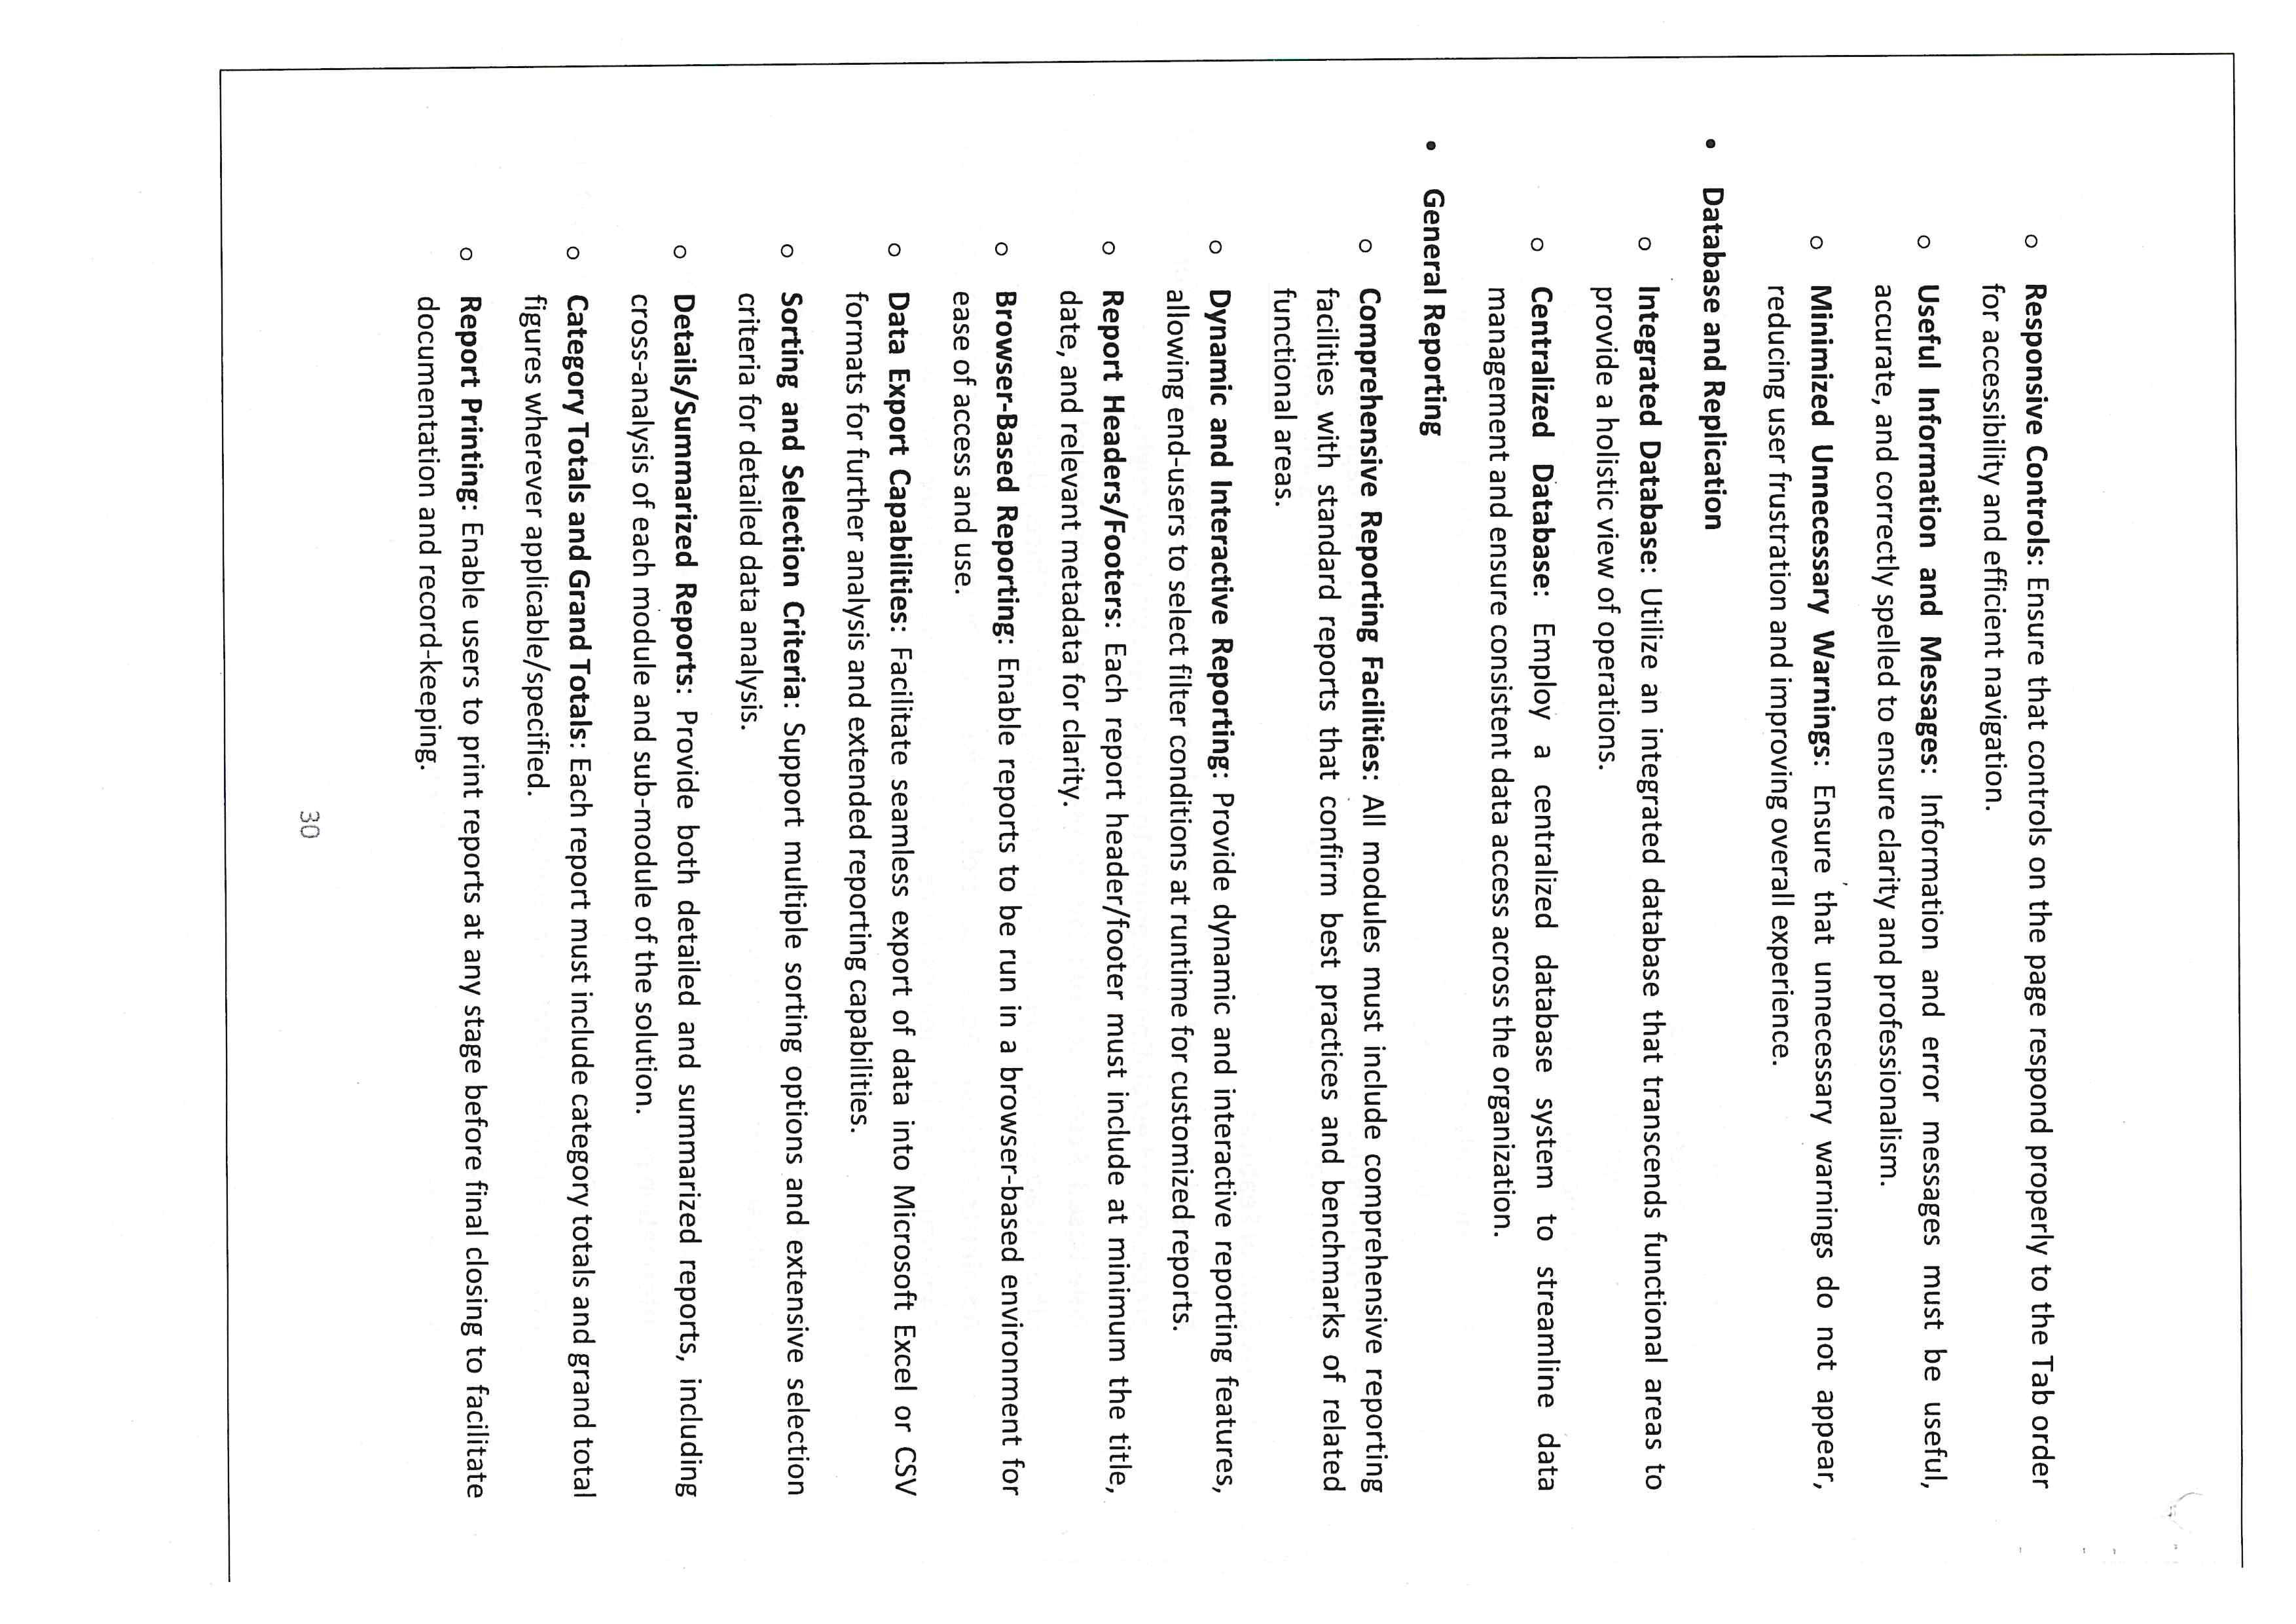 ○ Responsive Controls: Ensure that controls on the page respond properly to the Tab order
for accessibility and efficient navigation.
○ Useful Information and Messages: Information and error messages must be useful,
accurate, and correctly spelled to ensure clarity and professionalism.
○ Minimized Unnecessary Warnings: Ensure that unnecessary warnings do not appear,
reducing user frustration and improving overall experience.
• Database and Replication
○ Integrated Database: Utilize an integrated database that transcends functional areas to
provide a holistic view of operations.
○ Centralized Database: Employ a centralized database system to streamline data
management and ensure consistent data access across the organization.
• General Reporting
○ Comprehensive Reporting Facilities: All modules must include comprehensive reporting
facilities with standard reports that confirm best practices and benchmarks of related
functional areas.
○ Dynamic and Interactive Reporting: Provide dynamic and interactive reporting features,
allowing end-users to select filter conditions at runtime for customized reports.
○ Report Headers/Footers: Each report header/footer must include at minimum the title,
date, and relevant metadata for clarity.
○ Browser-Based Reporting: Enable reports to be run in a browser-based environment for
ease of access and use.
○ Data Export Capabilities: Facilitate seamless export of data into Microsoft Excel or CSV
formats for further analysis and extended reporting capabilities.
○ Sorting and Selection Criteria: Support multiple sorting options and extensive selection
criteria for detailed data analysis.
○ Details/Summarized Reports: Provide both detailed and summarized reports, including
cross-analysis of each module and sub-module of the solution.
○ Category Totals and Grand Totals: Each report must include category totals and grand total
figures wherever applicable/specified.
○ Report Printing: Enable users to print reports at any stage before final closing to facilitate
documentation and record-keeping.
30